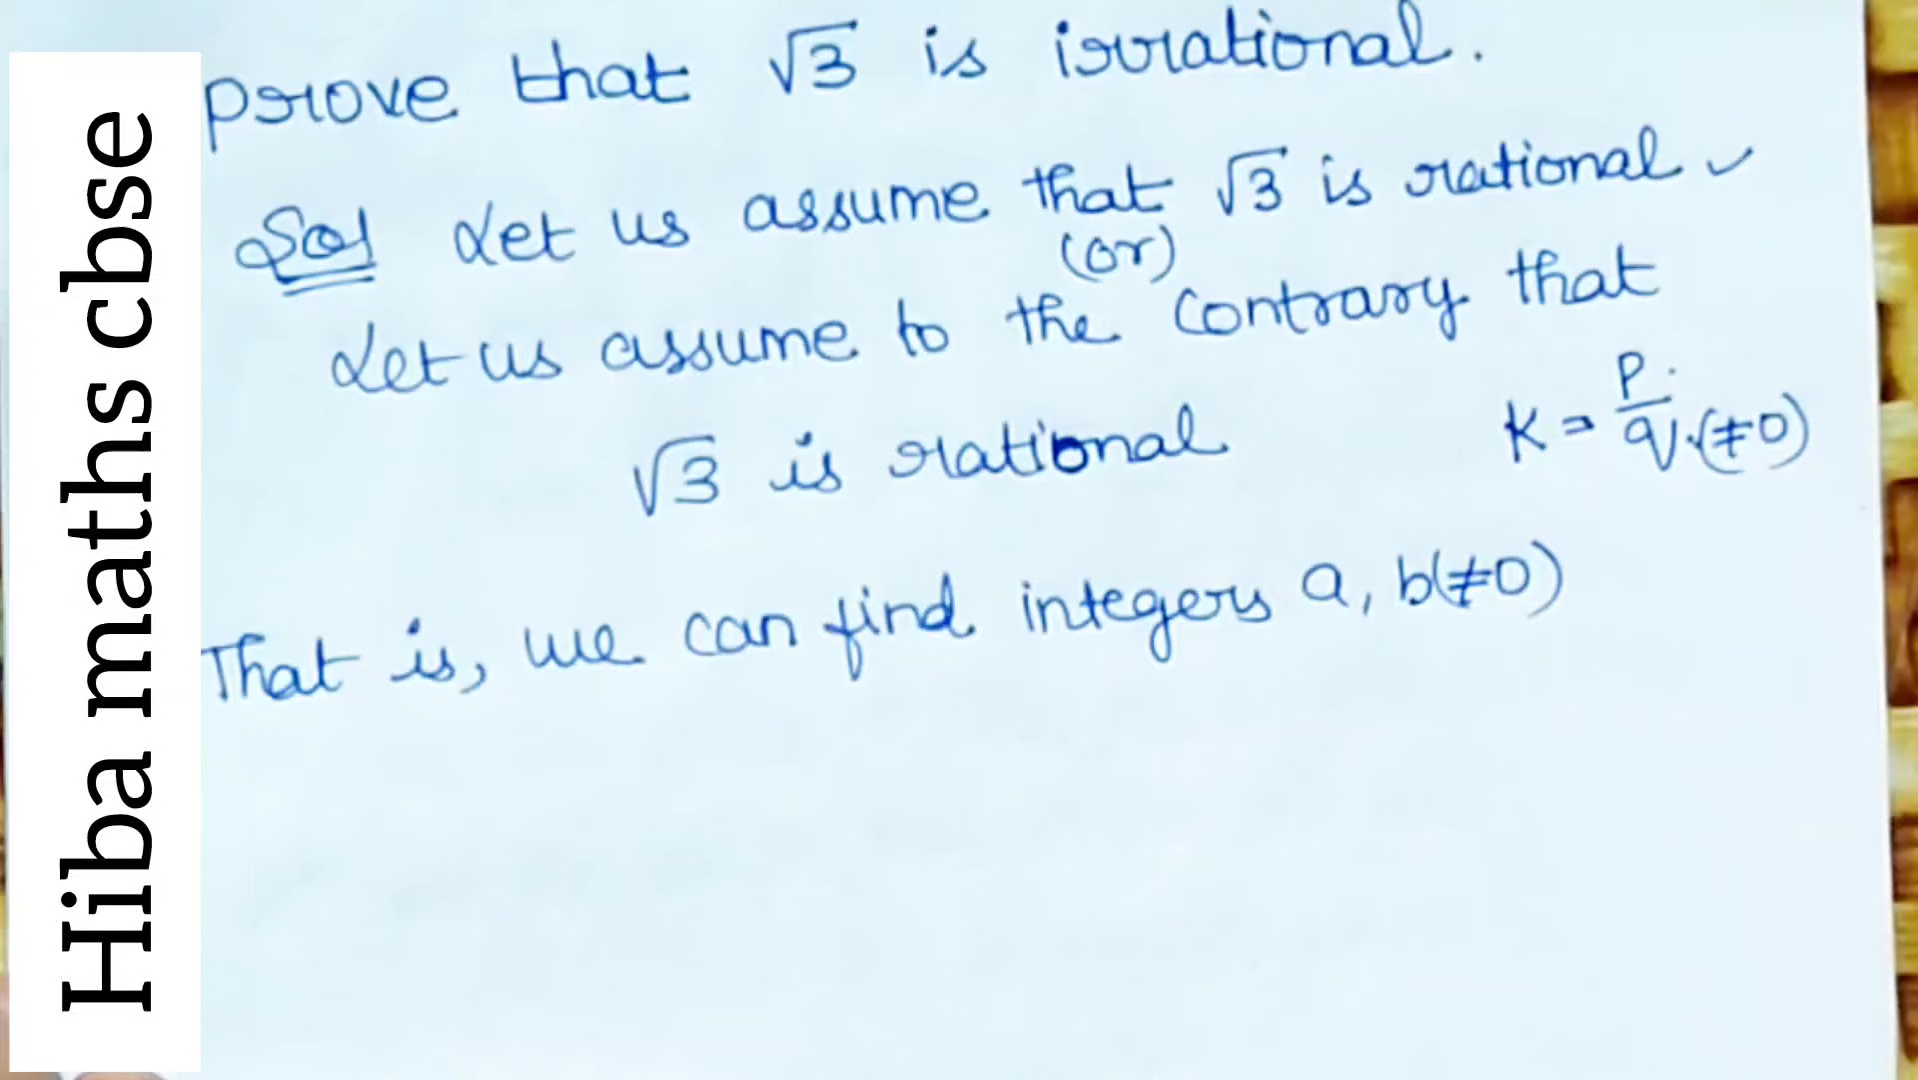 Hiba maths cbse
prove that √3 is irrational.
Sol Let us assume that √3 is rational ✓
(or)
Let us assume to the contrary that
√3 is rational
K = p/q (≠0)
That is, we can find integers a, b(≠0)